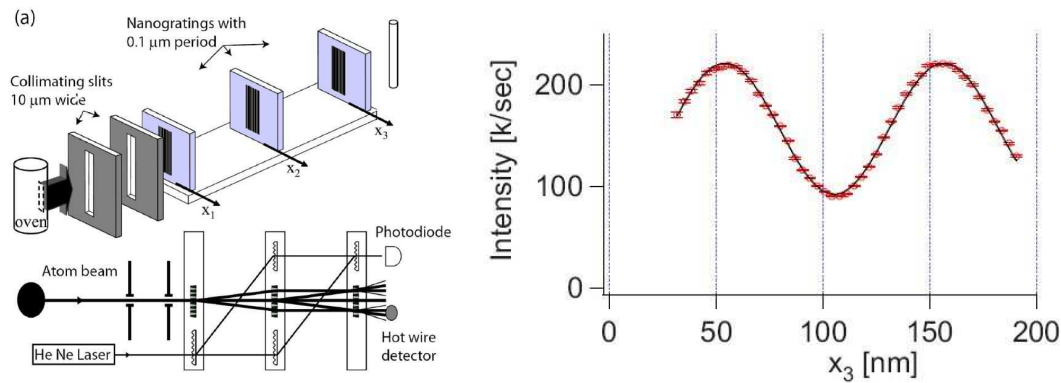 (a)
Nanogratings with
0.1 μm period
Collimating slits
10 μm wide
oven
x₁
x₂
x₃
Atom beam
Photodiode
He Ne Laser
Hot wire
detector
Intensity [k/sec]
200
100
0
0 50 100 150 200
x₃ [nm]